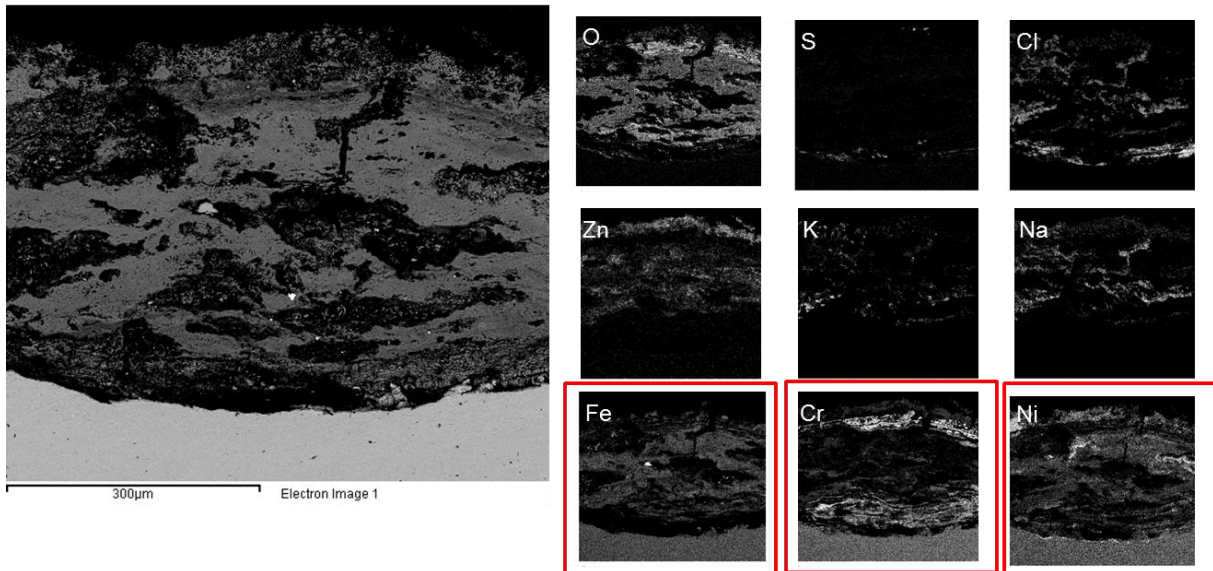 O
S
Cl
Zn
K
Na
Fe
Cr
Ni
300µm
Electron Image 1